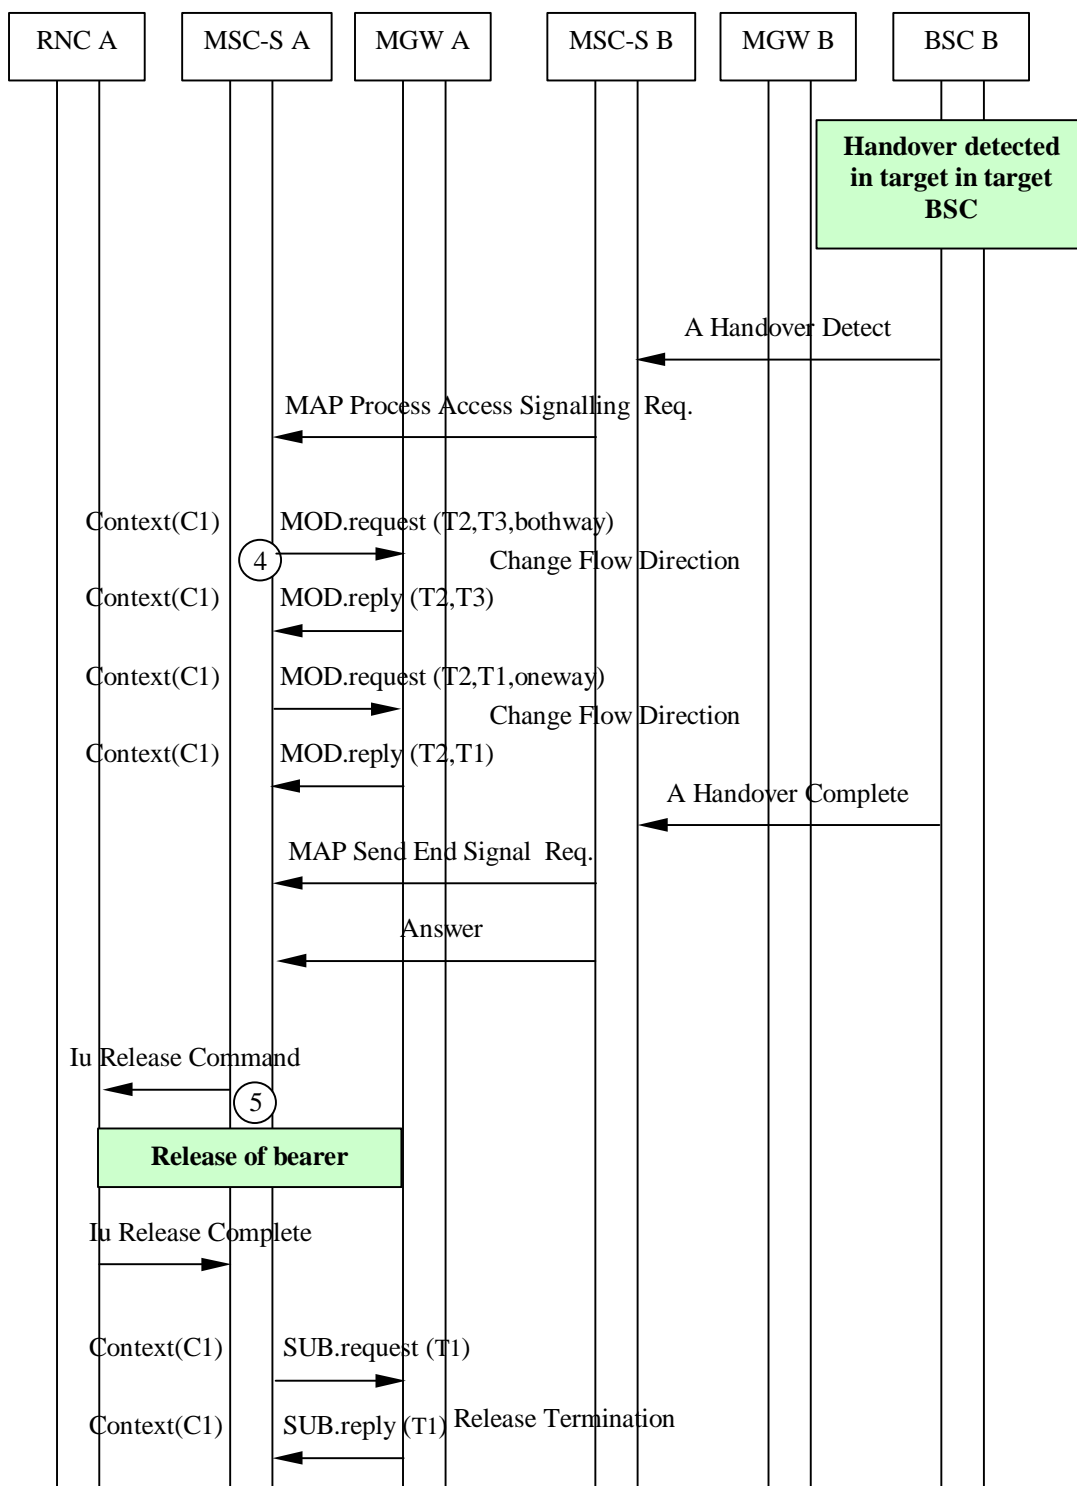 RNC A
MSC-S A
MGW A
MSC-S B
MGW B
BSC B
Handover detected
in target in target
BSC
A Handover Detect
MAP Process Access Signalling  Req.
Context(C1)
MOD.request (T2,T3,bothway)
4
Change Flow Direction
Context(C1)
MOD.reply (T2,T3)
Context(C1)
MOD.request (T2,T1,oneway)
Change Flow Direction
Context(C1)
MOD.reply (T2,T1)
A Handover Complete
MAP Send End Signal  Req.
Answer
Iu Release Command
5
Release of bearer
Iu Release Complete
Context(C1)
SUB.request (T1)
Context(C1)
SUB.reply (T1)
Release Termination